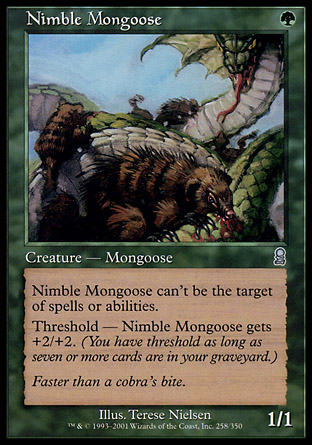 Nimble Mongoose
Creature — Mongoose
Nimble Mongoose can't be the target
of spells or abilities.
Threshold — Nimble Mongoose gets
+2/+2. (You have threshold as long as
seven or more cards are in your graveyard.)
Faster than a cobra's bite.
Illus. Terese Nielsen
™ & © 1993–2001 Wizards of the Coast, Inc. 258/350
1/1